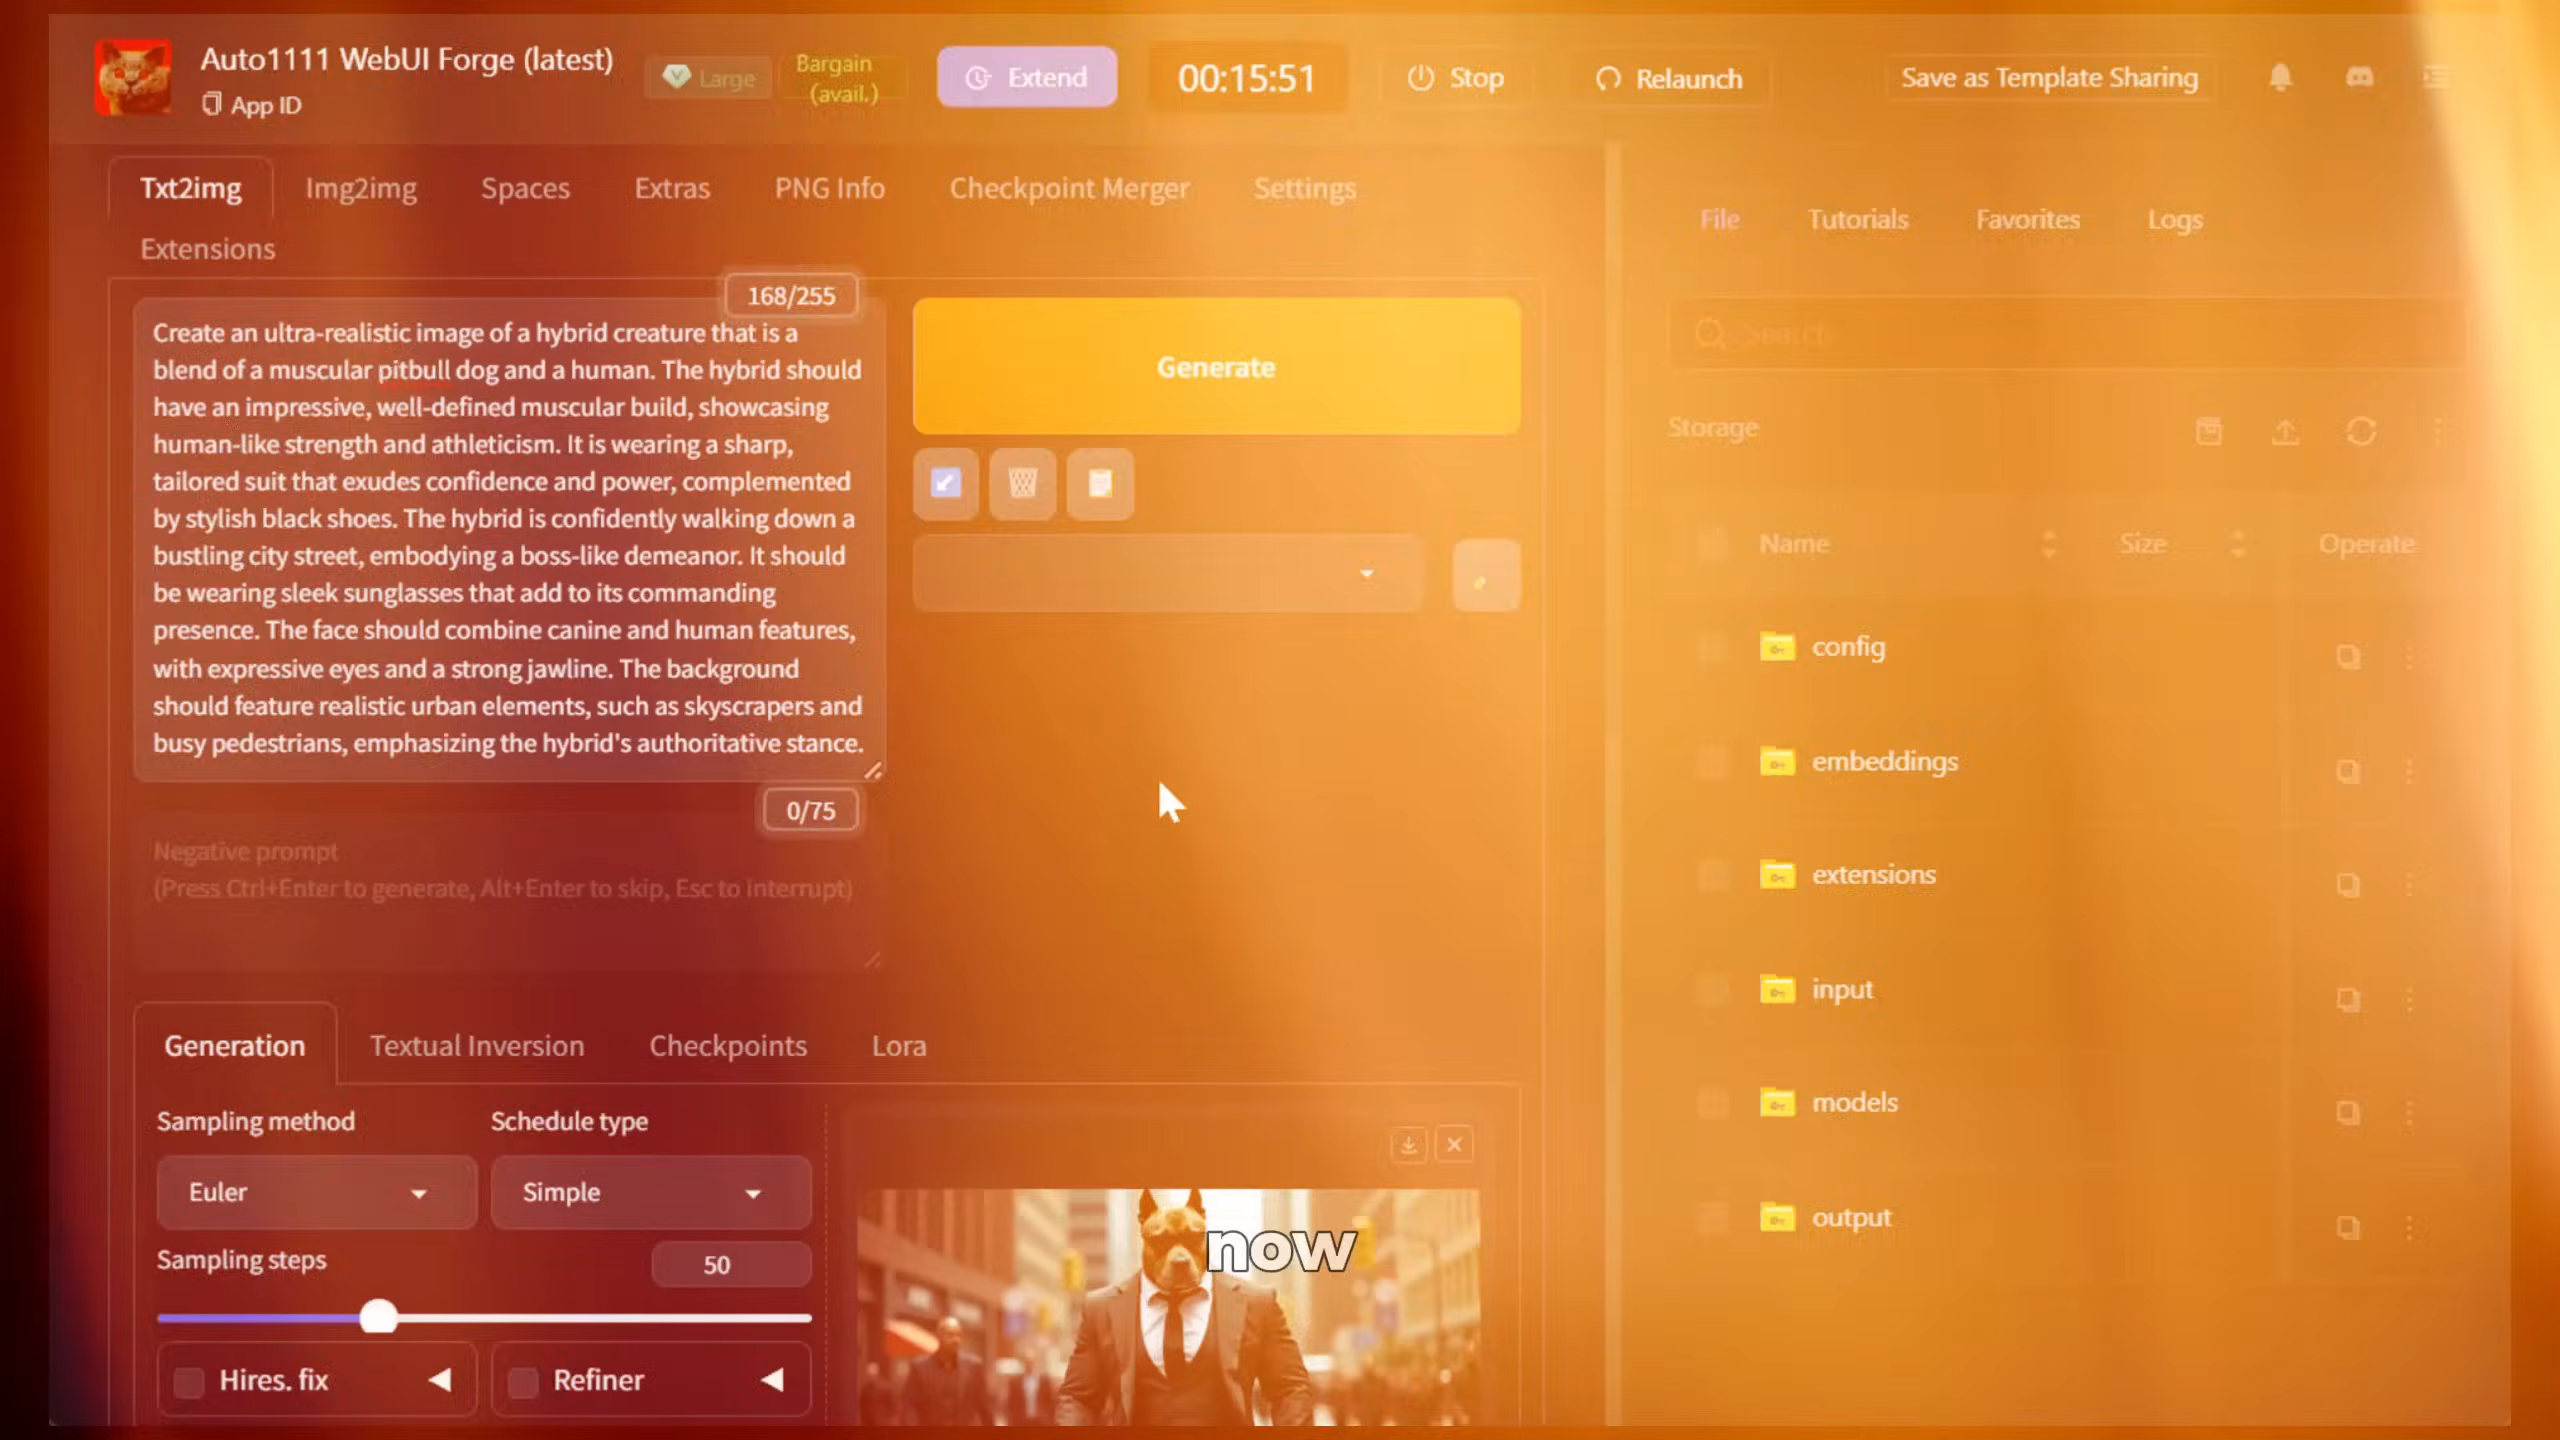 Auto1111 WebUI Forge (latest)
App ID
Large
Bargain
(avail.)
Extend
00:15:51
Stop
Relaunch
Save as Template Sharing
Txt2img
Img2img
Spaces
Extras
PNG Info
Checkpoint Merger
Settings
Extensions
168/255
Create an ultra-realistic image of a hybrid creature that is a
blend of a muscular pitbull dog and a human. The hybrid should
have an impressive, well-defined muscular build, showcasing
human-like strength and athleticism. It is wearing a sharp,
tailored suit that exudes confidence and power, complemented
by stylish black shoes. The hybrid is confidently walking down a
bustling city street, embodying a boss-like demeanor. It should
be wearing sleek sunglasses that add to its commanding
presence. The face should combine canine and human features,
with expressive eyes and a strong jawline. The background
should feature realistic urban elements, such as skyscrapers and
busy pedestrians, emphasizing the hybrid's authoritative stance.
Generate
0/75
Negative prompt
(Press Ctrl+Enter to generate, Alt+Enter to skip, Esc to interrupt)
Generation
Textual Inversion
Checkpoints
Lora
Sampling method
Schedule type
Euler
Simple
Sampling steps
50
Hires. fix
Refiner
now
File
Tutorials
Favorites
Logs
Search
Storage
Name
Size
Operate
config
embeddings
extensions
input
models
output